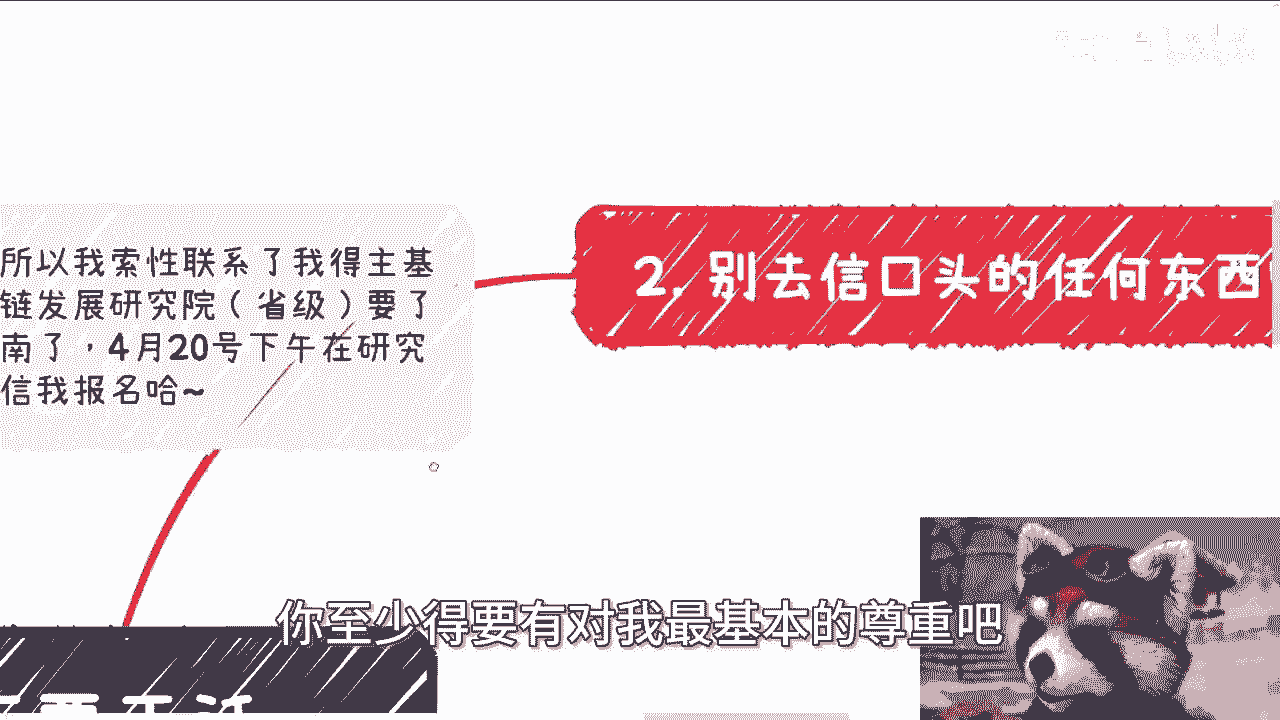 所以我索性联系了我得主基
链发展研究院（省级）要了
南了，4月20号下午在研究
信我报名哈~
2. 别去信口头的任何东西
你至少得要有对我最基本的尊重吧